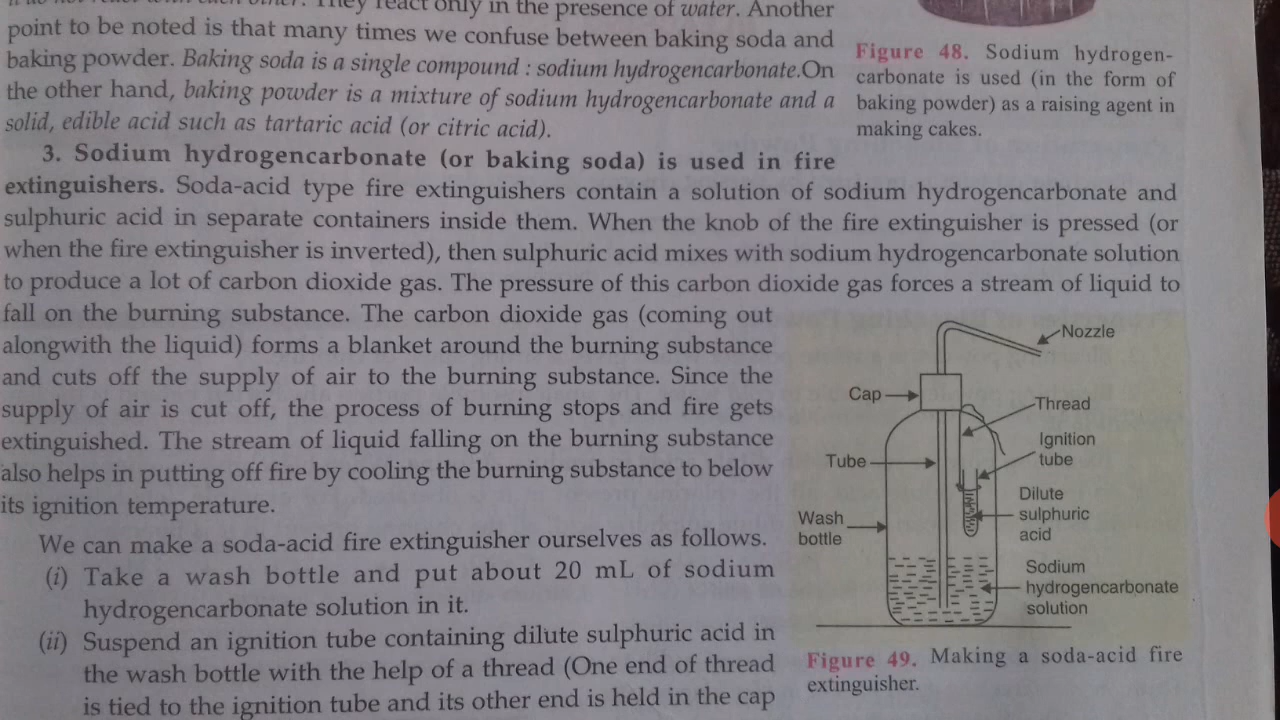 They react only in the presence of water. Another
point to be noted is that many times we confuse between baking soda and
baking powder. Baking soda is a single compound : sodium hydrogencarbonate.On
the other hand, baking powder is a mixture of sodium hydrogencarbonate and a
solid, edible acid such as tartaric acid (or citric acid).
Figure 48. Sodium hydrogen-
carbonate is used (in the form of
baking powder) as a raising agent in
making cakes.
3. Sodium hydrogencarbonate (or baking soda) is used in fire
extinguishers. Soda-acid type fire extinguishers contain a solution of sodium hydrogencarbonate and
sulphuric acid in separate containers inside them. When the knob of the fire extinguisher is pressed (or
when the fire extinguisher is inverted), then sulphuric acid mixes with sodium hydrogencarbonate solution
to produce a lot of carbon dioxide gas. The pressure of this carbon dioxide gas forces a stream of liquid to
fall on the burning substance. The carbon dioxide gas (coming out
alongwith the liquid) forms a blanket around the burning substance
and cuts off the supply of air to the burning substance. Since the
supply of air is cut off, the process of burning stops and fire gets
extinguished. The stream of liquid falling on the burning substance
also helps in putting off fire by cooling the burning substance to below
its ignition temperature.
We can make a soda-acid fire extinguisher ourselves as follows.
(i) Take a wash bottle and put about 20 mL of sodium
hydrogencarbonate solution in it.
(ii) Suspend an ignition tube containing dilute sulphuric acid in
the wash bottle with the help of a thread (One end of thread
is tied to the ignition tube and its other end is held in the cap
Nozzle
Cap
Thread
Ignition
tube
Tube
Dilute
sulphuric
acid
Wash
bottle
Sodium
hydrogencarbonate
solution
Figure 49. Making a soda-acid fire
extinguisher.